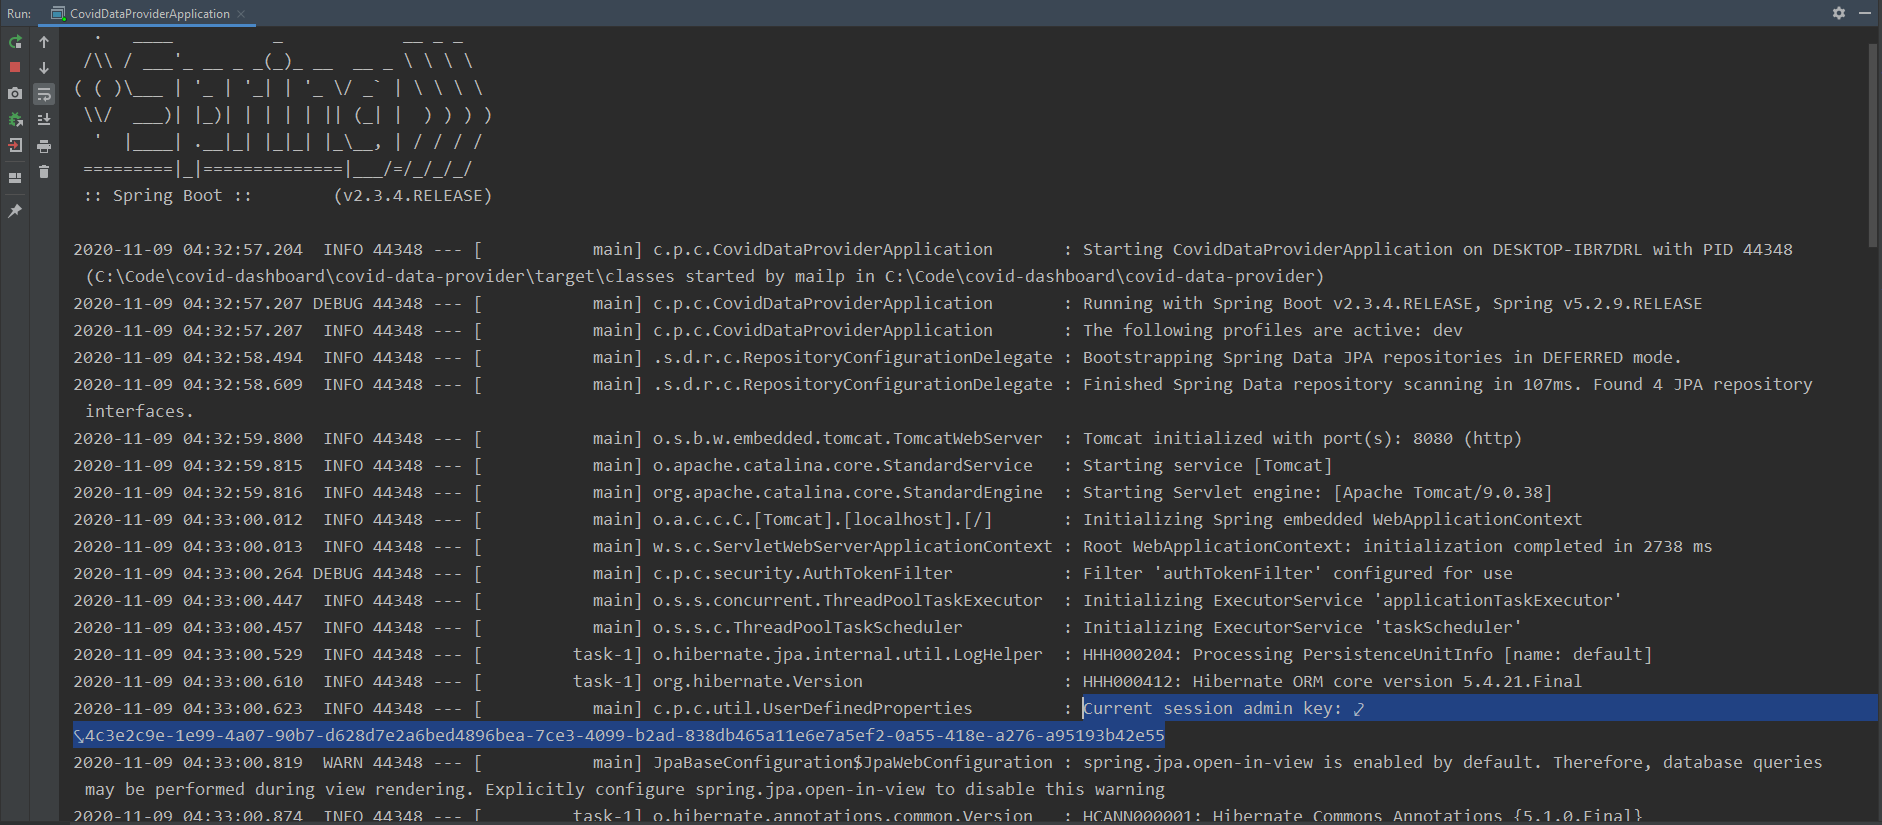 Run: CovidDataProviderApplication
  .   ____          _            __ _ _
 /\\ / ___'_ __ _ _(_)_ __  __ _ \ \ \ \
( ( )\___ | '_ | '_| | '_ \/ _` | \ \ \ \
 \\/  ___)| |_)| | | | | || (_| |  ) ) ) )
  '  |____| .__|_| |_|_| |_\__, | / / / /
 =========|_|==============|___/=/_/_/_/
 :: Spring Boot ::        (v2.3.4.RELEASE)
2020-11-09 04:32:57.204  INFO 44348 --- [           main] c.p.c.CovidDataProviderApplication       : Starting CovidDataProviderApplication on DESKTOP-IBR7DRL with PID 44348
(C:\Code\covid-dashboard\covid-data-provider\target\classes started by mailp in C:\Code\covid-dashboard\covid-data-provider)
2020-11-09 04:32:57.207 DEBUG 44348 --- [           main] c.p.c.CovidDataProviderApplication       : Running with Spring Boot v2.3.4.RELEASE, Spring v5.2.9.RELEASE
2020-11-09 04:32:57.207  INFO 44348 --- [           main] c.p.c.CovidDataProviderApplication       : The following profiles are active: dev
2020-11-09 04:32:58.494  INFO 44348 --- [           main] .s.d.r.c.RepositoryConfigurationDelegate : Bootstrapping Spring Data JPA repositories in DEFERRED mode.
2020-11-09 04:32:58.609  INFO 44348 --- [           main] .s.d.r.c.RepositoryConfigurationDelegate : Finished Spring Data repository scanning in 107ms. Found 4 JPA repository
interfaces.
2020-11-09 04:32:59.800  INFO 44348 --- [           main] o.s.b.w.embedded.tomcat.TomcatWebServer  : Tomcat initialized with port(s): 8080 (http)
2020-11-09 04:32:59.815  INFO 44348 --- [           main] o.apache.catalina.core.StandardService   : Starting service [Tomcat]
2020-11-09 04:32:59.816  INFO 44348 --- [           main] org.apache.catalina.core.StandardEngine  : Starting Servlet engine: [Apache Tomcat/9.0.38]
2020-11-09 04:33:00.012  INFO 44348 --- [           main] o.a.c.c.C.[Tomcat].[localhost].[/]       : Initializing Spring embedded WebApplicationContext
2020-11-09 04:33:00.013  INFO 44348 --- [           main] w.s.c.ServletWebServerApplicationContext : Root WebApplicationContext: initialization completed in 2738 ms
2020-11-09 04:33:00.264 DEBUG 44348 --- [           main] c.p.c.security.AuthTokenFilter           : Filter 'authTokenFilter' configured for use
2020-11-09 04:33:00.447  INFO 44348 --- [           main] o.s.s.concurrent.ThreadPoolTaskExecutor  : Initializing ExecutorService 'applicationTaskExecutor'
2020-11-09 04:33:00.457  INFO 44348 --- [           main] o.s.s.c.ThreadPoolTaskScheduler          : Initializing ExecutorService 'taskScheduler'
2020-11-09 04:33:00.529  INFO 44348 --- [         task-1] o.hibernate.jpa.internal.util.LogHelper  : HHH000204: Processing PersistenceUnitInfo [name: default]
2020-11-09 04:33:00.610  INFO 44348 --- [         task-1] org.hibernate.Version                    : HHH000412: Hibernate ORM core version 5.4.21.Final
2020-11-09 04:33:00.623  INFO 44348 --- [           main] c.p.c.util.UserDefinedProperties         : Current session admin key:
4c3e2c9e-1e99-4a07-90b7-d628d7e2a6bed4896bea-7ce3-4099-b2ad-838db465a11e6e7a5ef2-0a55-418e-a276-a95193b42e55
2020-11-09 04:33:00.819  WARN 44348 --- [           main] JpaBaseConfiguration$JpaWebConfiguration : spring.jpa.open-in-view is enabled by default. Therefore, database queries
may be performed during view rendering. Explicitly configure spring.jpa.open-in-view to disable this warning
2020-11-09 04:33:00.874  INFO 44348 --- [         task-1] o.hibernate.annotations.common.Version   : HCANN000001: Hibernate Commons Annotations {5.1.0.Final}